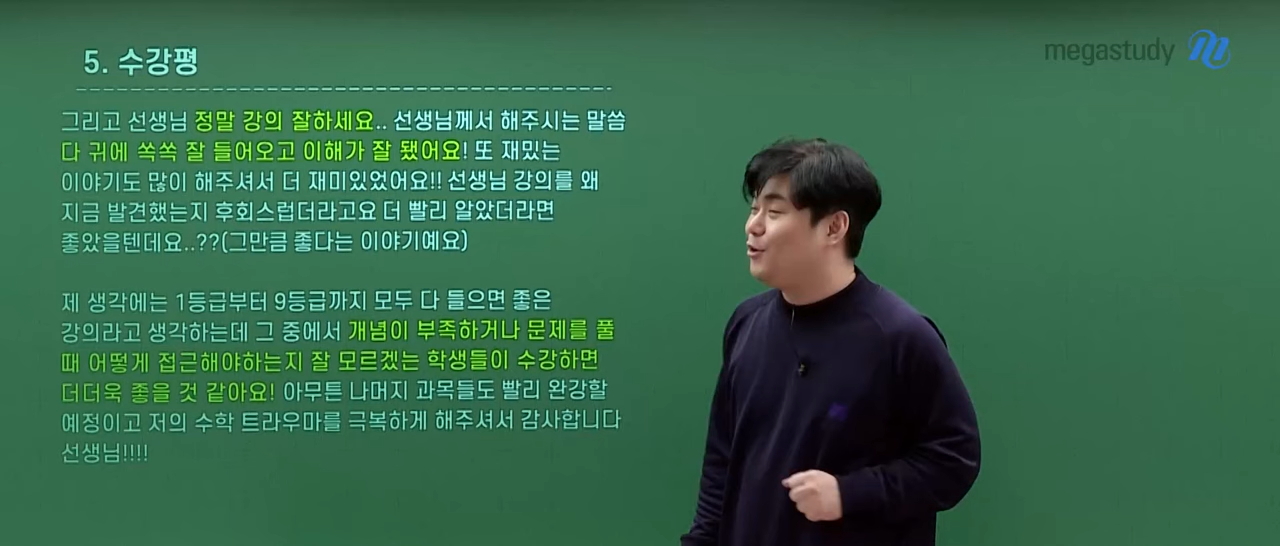 megastudy
5. 수강평
그리고 선생님 정말 강의 잘하세요.. 선생님께서 해주시는 말씀
다 귀에 쏙쏙 잘 들어오고 이해가 잘 됐어요! 또 재밌는
이야기도 많이 해주셔서 더 재미있었어요!! 선생님 강의를 왜
지금 발견했는지 후회스럽더라고요 더 빨리 알았더라면
좋았을텐데요..??(그만큼 좋다는 이야기예요)
제 생각에는 1등급부터 9등급까지 모두 다 들으면 좋은
강의라고 생각하는데 그 중에서 개념이 부족하거나 문제를 풀
때 어떻게 접근해야하는지 잘 모르겠는 학생들이 수강하면
더더욱 좋을 것 같아요! 아무튼 나머지 과목들도 빨리 완강할
예정이고 저의 수학 트라우마를 극복하게 해주셔서 감사합니다
선생님!!!!